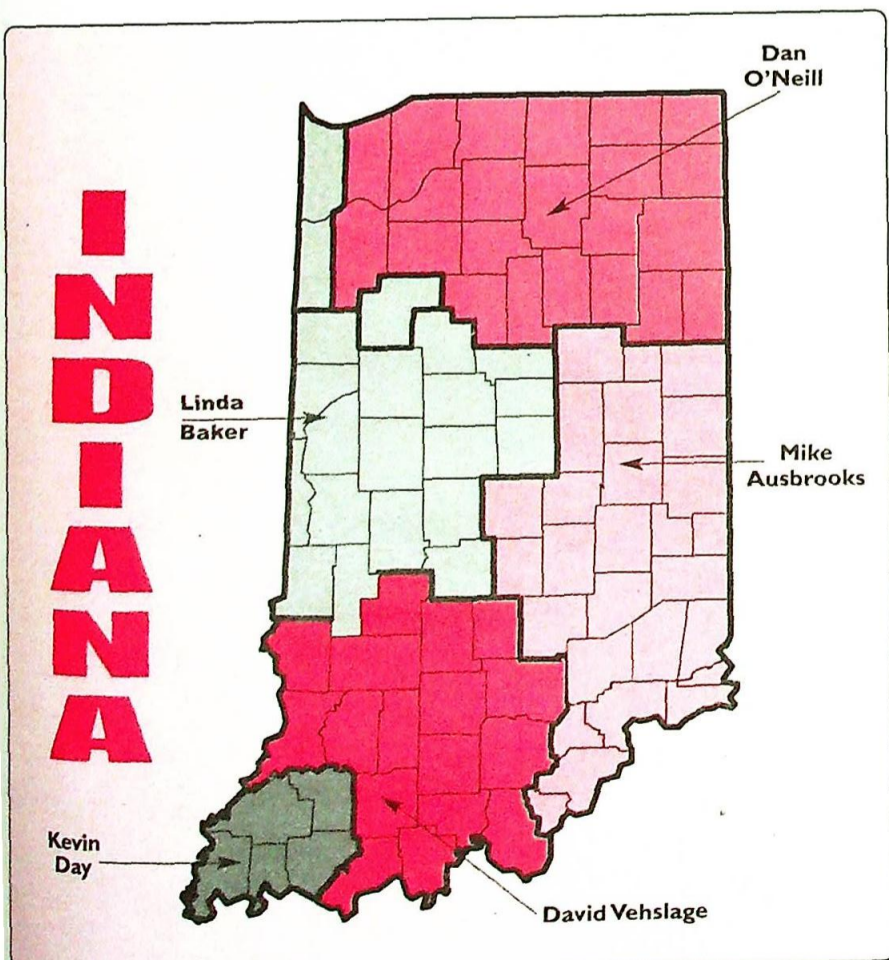 INDIANA
Dan
O'Neill
Linda
Baker
Mike
Ausbrooks
Kevin
Day
David Vehslage